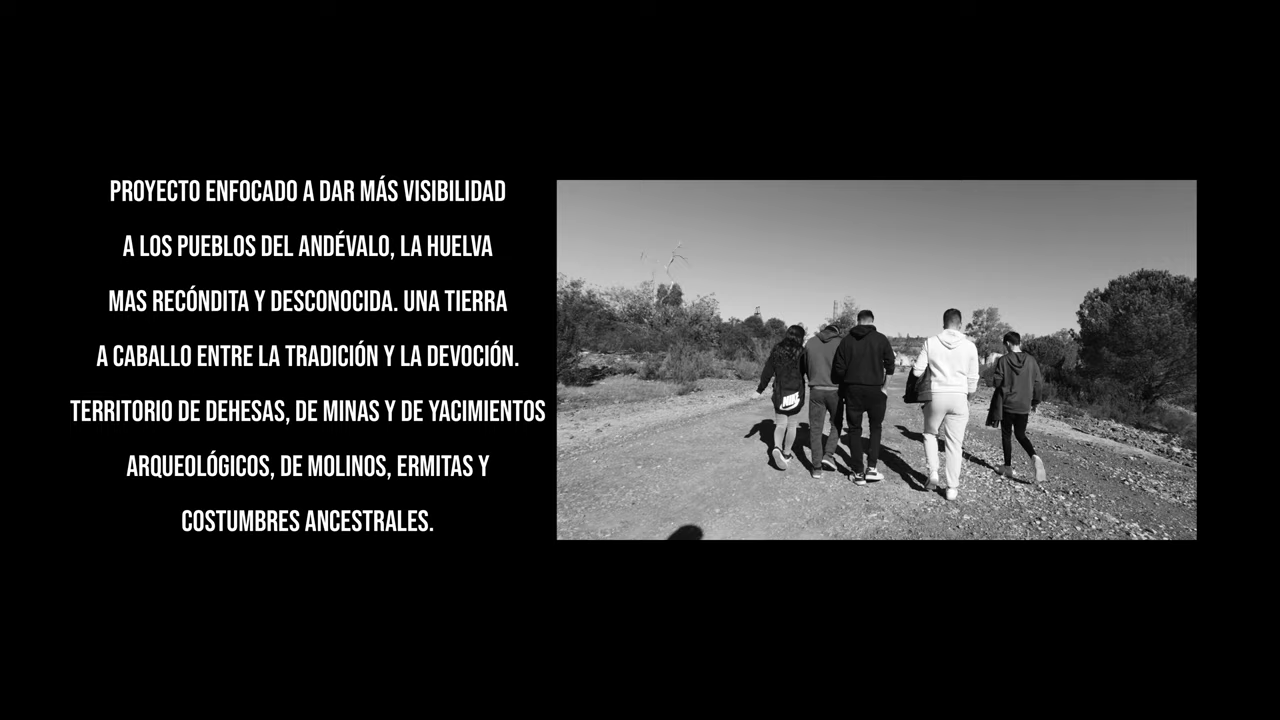 PROYECTO ENFOCADO A DAR MÁS VISIBILIDAD
A LOS PUEBLOS DEL ANDÉVALO, LA HUELVA
MAS RECÓNDITA Y DESCONOCIDA. UNA TIERRA
A CABALLO ENTRE LA TRADICIÓN Y LA DEVOCIÓN.
TERRITORIO DE DEHESAS, DE MINAS Y DE YACIMIENTOS
ARQUEOLÓGICOS, DE MOLINOS, ERMITAS Y
COSTUMBRES ANCESTRALES.